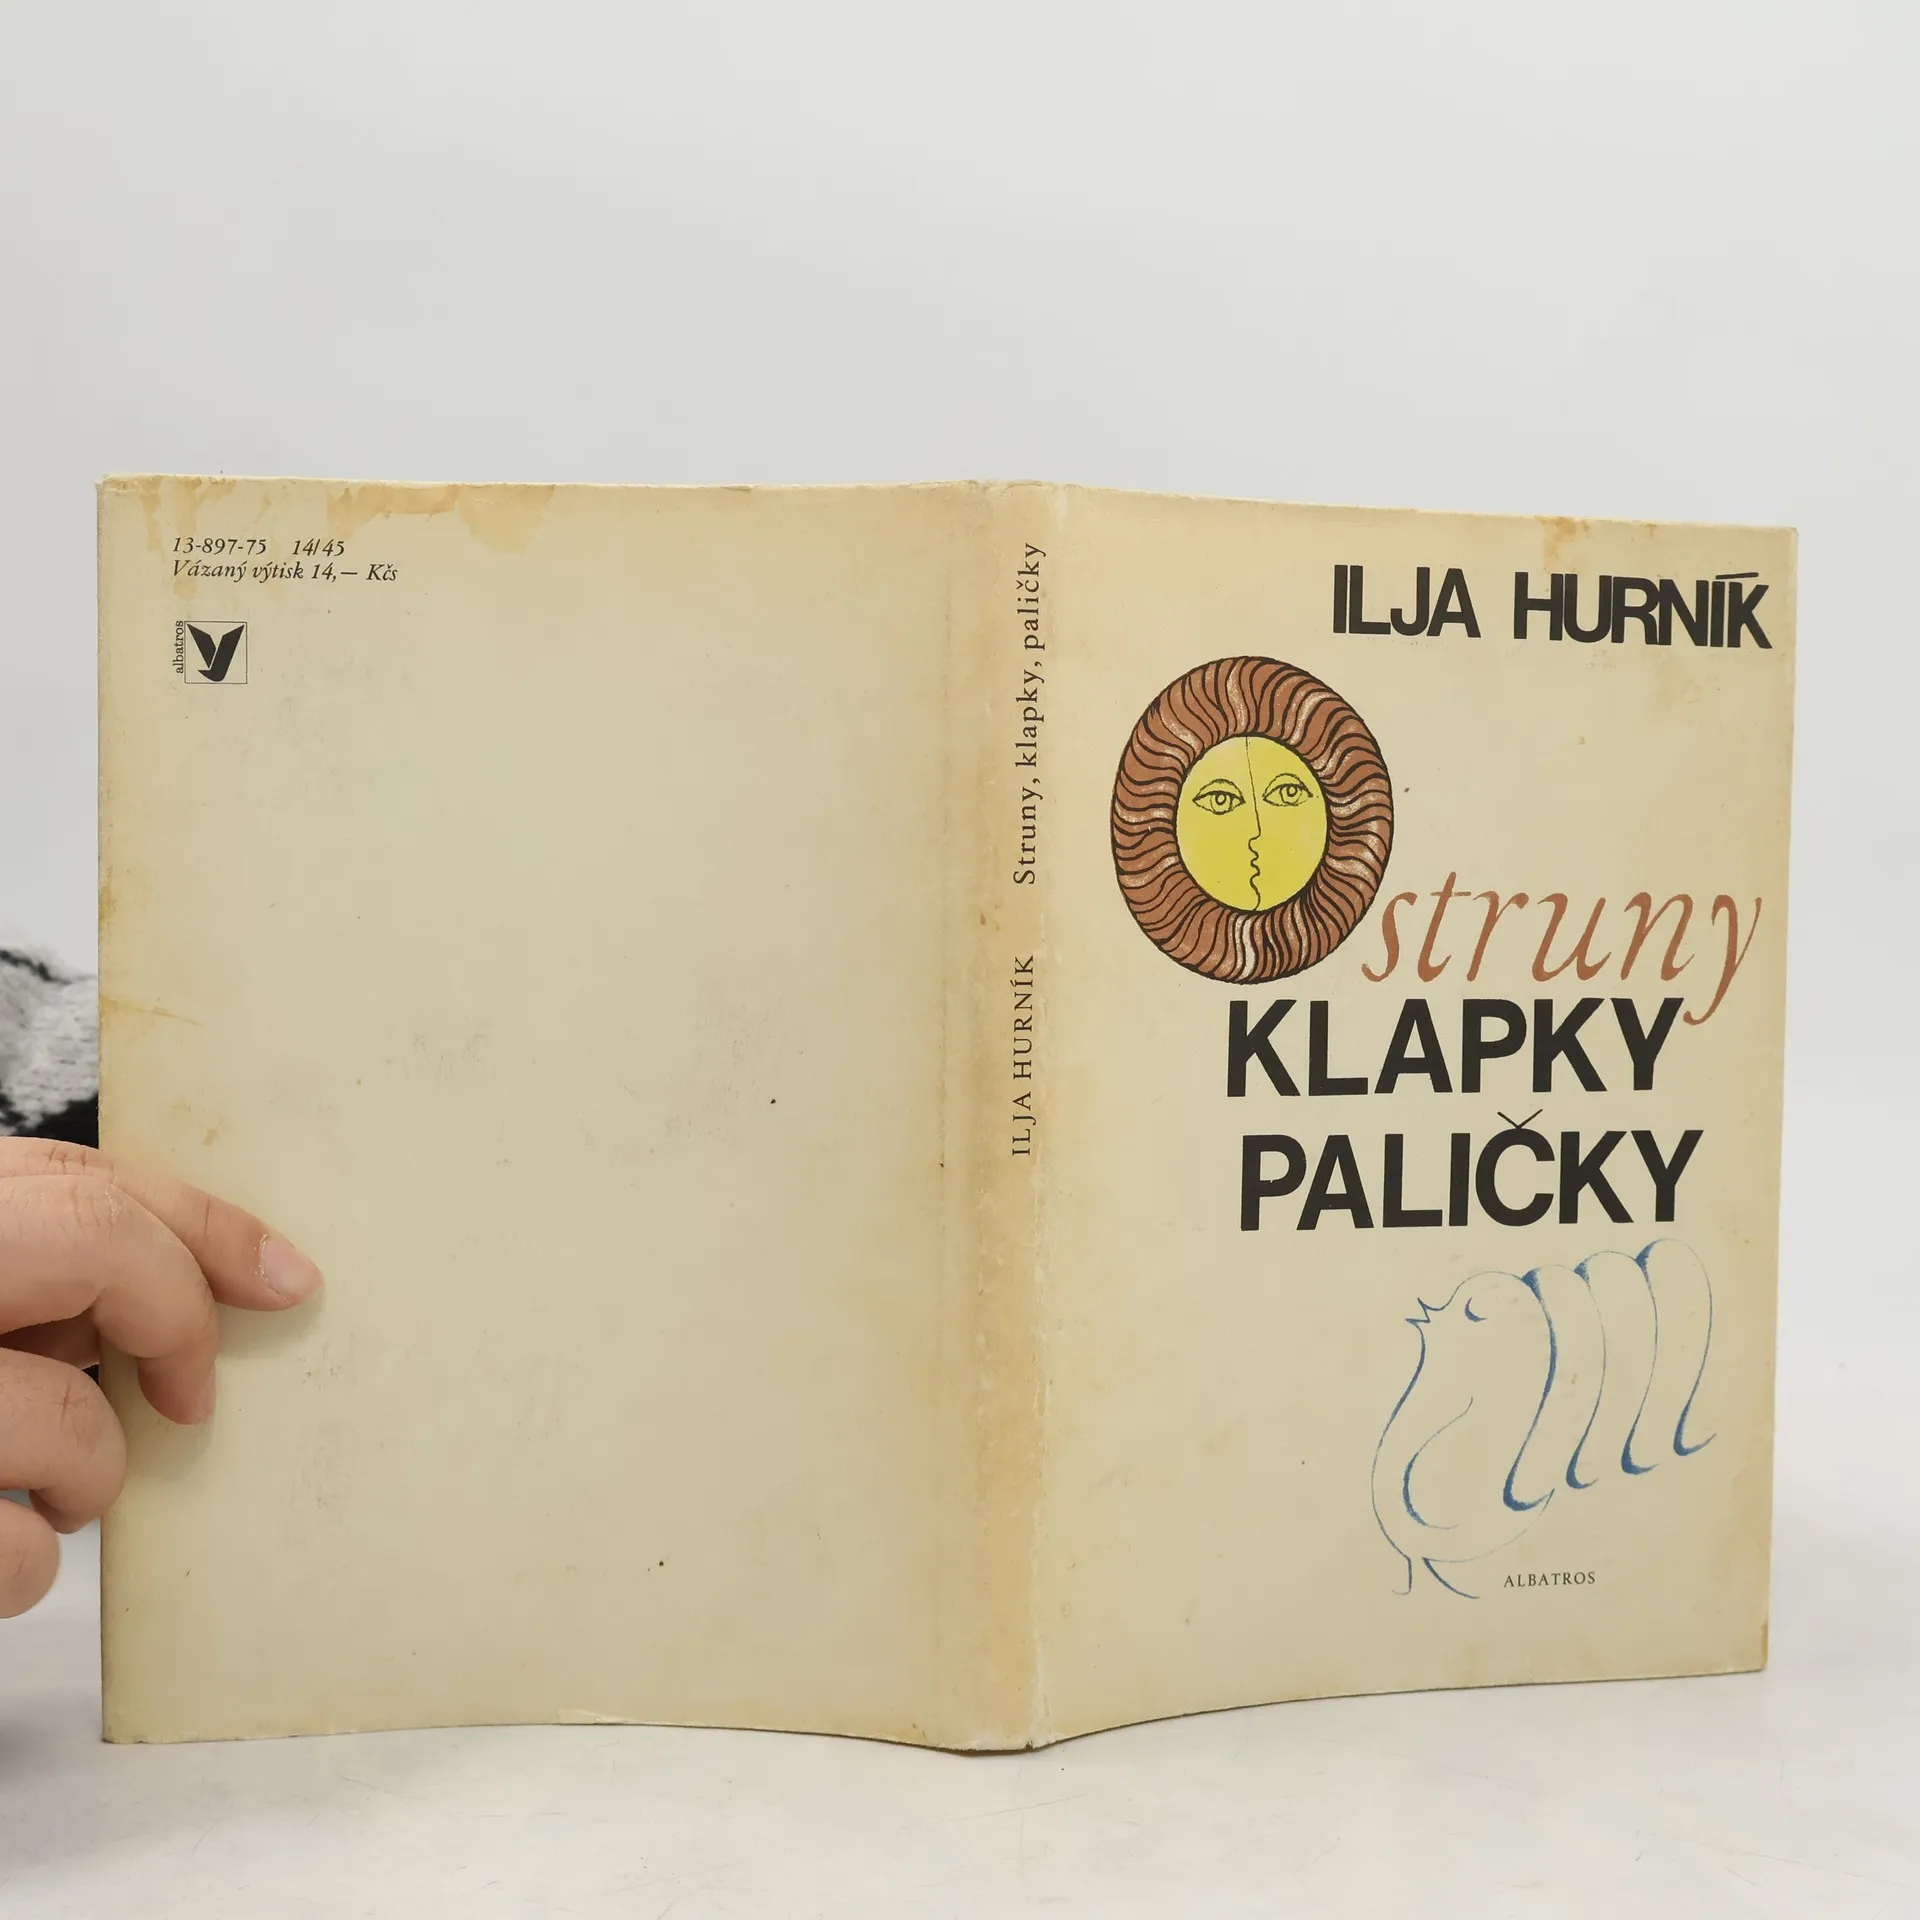 13-897-75 14/45
Vázaný výtisk 14,— Kčs
albatros
ILJA HURNÍK Struny, klapky, paličky
ILJA HURNÍK
struny
KLAPKY
PALIČKY
ALBATROS